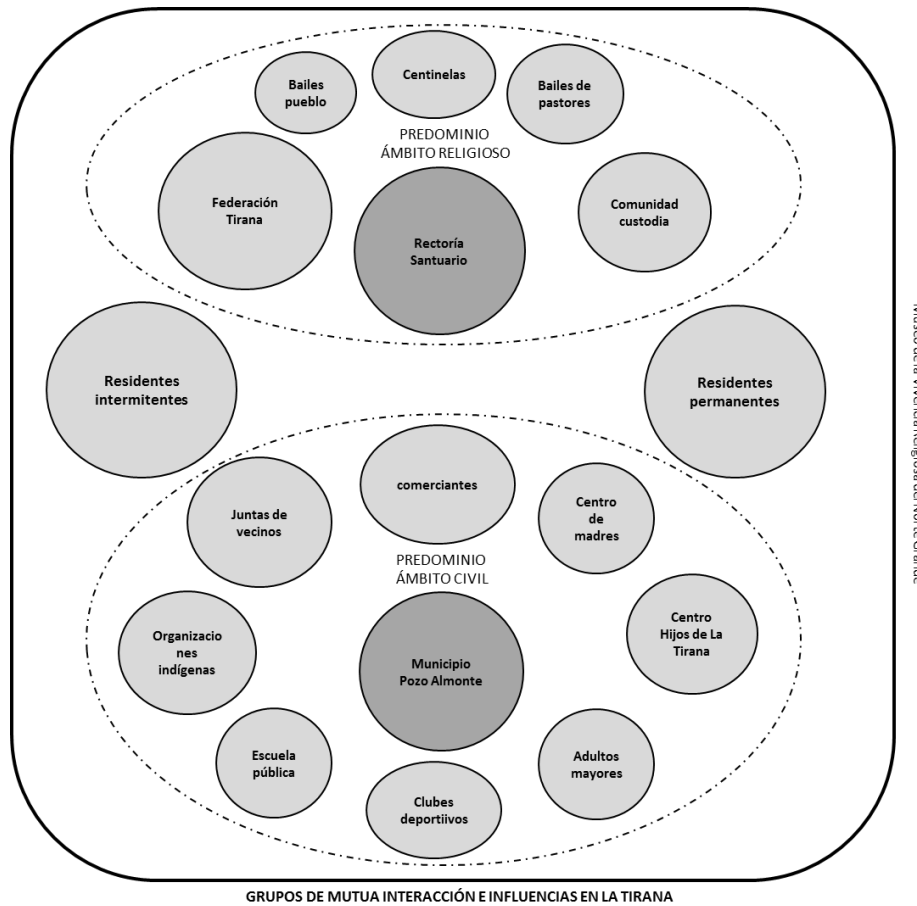 Centinelas
Bailes
pueblo
Bailes de
pastores
PREDOMINIO
ÁMBITO RELIGIOSO
Federación
Tirana
Comunidad
custodia
Rectoría
Santuario
Residentes
intermitentes
Residentes
permanentes
comerciantes
Juntas de
vecinos
Centro
de
madres
PREDOMINIO
ÁMBITO CIVIL
Organizacio
nes
indígenas
Centro
Hijos de La
Tirana
Municipio
Pozo Almonte
Escuela
pública
Adultos
mayores
Clubes
deportiivos
GRUPOS DE MUTUA INTERACCIÓN E INFLUENCIAS EN LA TIRANA